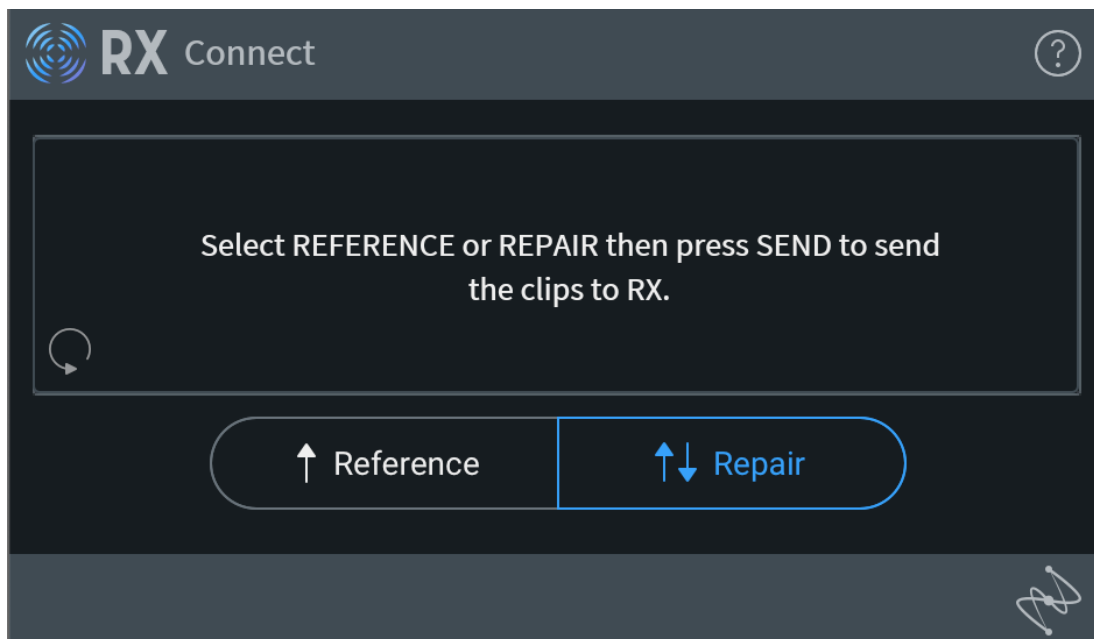 RX Connect
?
Select REFERENCE or REPAIR then press SEND to send
the clips to RX.
Reference
Repair